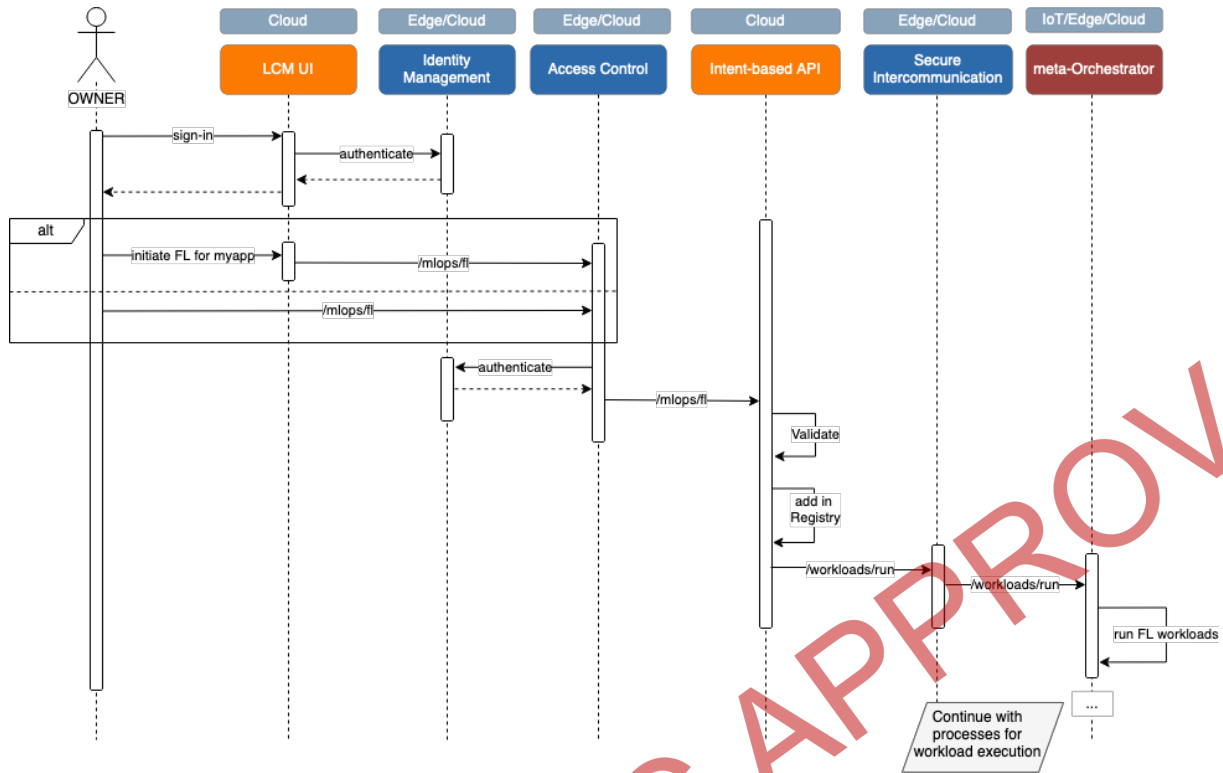 Cloud
Edge/Cloud
Edge/Cloud
Cloud
Edge/Cloud
IoT/Edge/Cloud
LCM UI
Identity
Management
Access Control
Intent-based API
Secure
Intercommunication
meta-Orchestrator
OWNER
sign-in
authenticate
alt
initiate FL for myapp
/mlops/fl
/mlops/fl
authenticate
/mlops/fl
Validate
add in
Registry
/workloads/run
/workloads/run
run FL workloads
...
Continue with
processes for
workload execution
APPROV